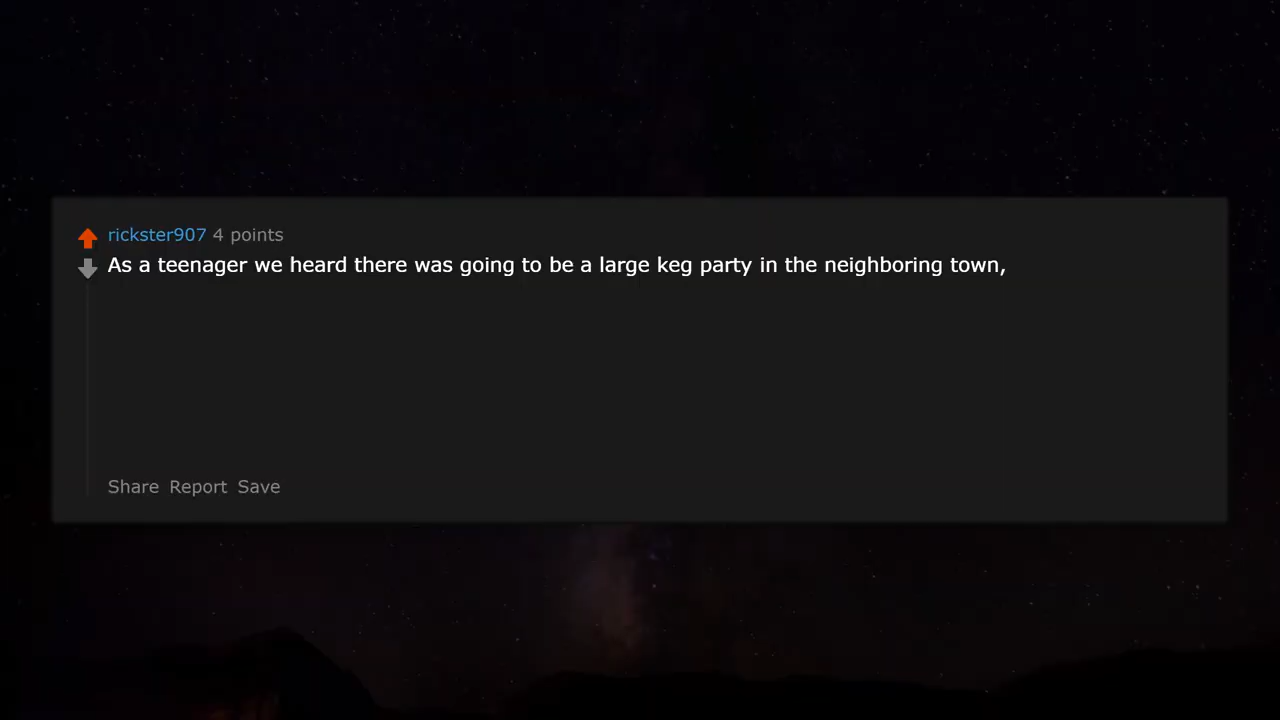 rickster907 4 points
As a teenager we heard there was going to be a large keg party in the neighboring town,
Share Report Save